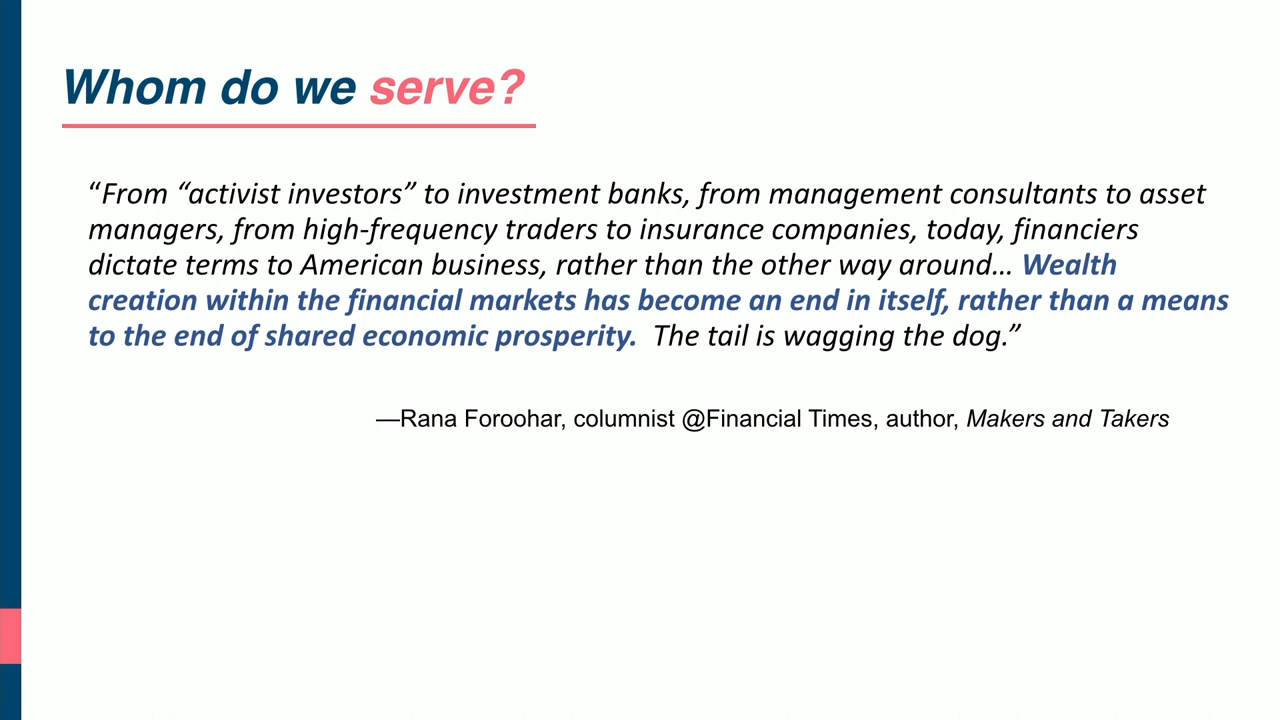 Whom do we serve?
“From “activist investors” to investment banks, from management consultants to asset
managers, from high-frequency traders to insurance companies, today, financiers
dictate terms to American business, rather than the other way around… Wealth
creation within the financial markets has become an end in itself, rather than a means
to the end of shared economic prosperity.  The tail is wagging the dog.”
—Rana Foroohar, columnist @Financial Times, author, Makers and Takers